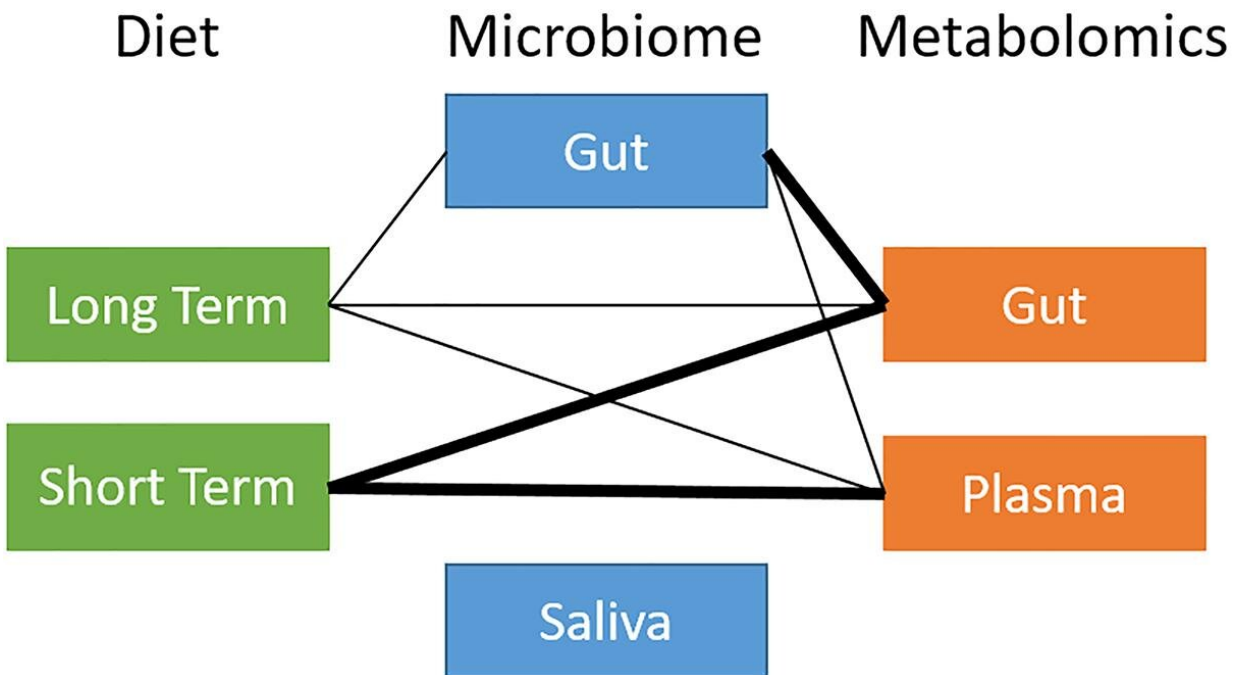 Diet Microbiome Metabolomics
Gut
Long Term
Gut
Short Term
Plasma
Saliva